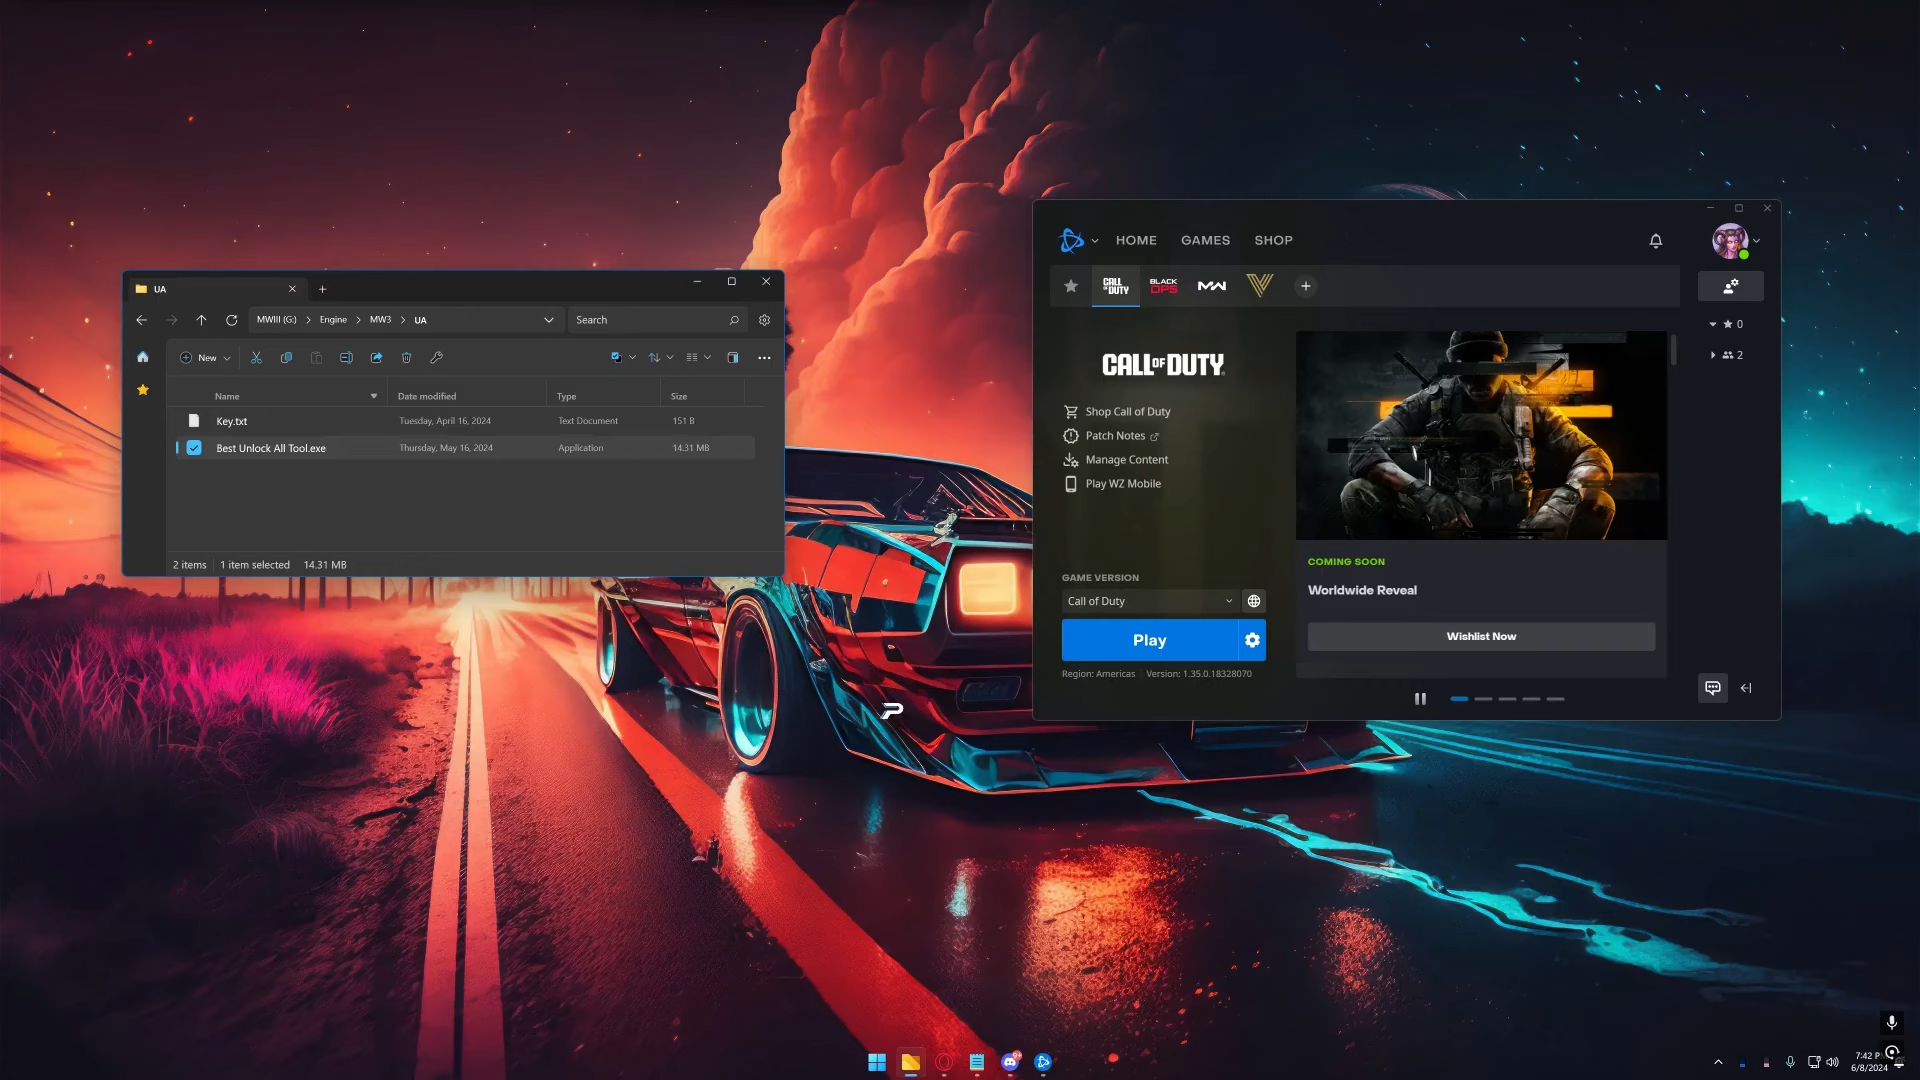 UA
MWIII (G:) Engine MW3 UA
Search
New
Name Date modified Type Size
Key.txt Tuesday, April 16, 2024 Text Document 151 B
Best Unlock All Tool.exe Thursday, May 16, 2024 Application 14.31 MB
2 items 1 item selected 14.31 MB
HOME GAMES SHOP
CALL OF DUTY
BLACK OPS
MW
0
2
CALL OF DUTY
Shop Call of Duty
Patch Notes
Manage Content
Play WZ Mobile
GAME VERSION
Call of Duty
Play
Region: Americas Version: 1.35.0.18328070
COMING SOON
Worldwide Reveal
Wishlist Now
9+
7:42 P
6/8/2024